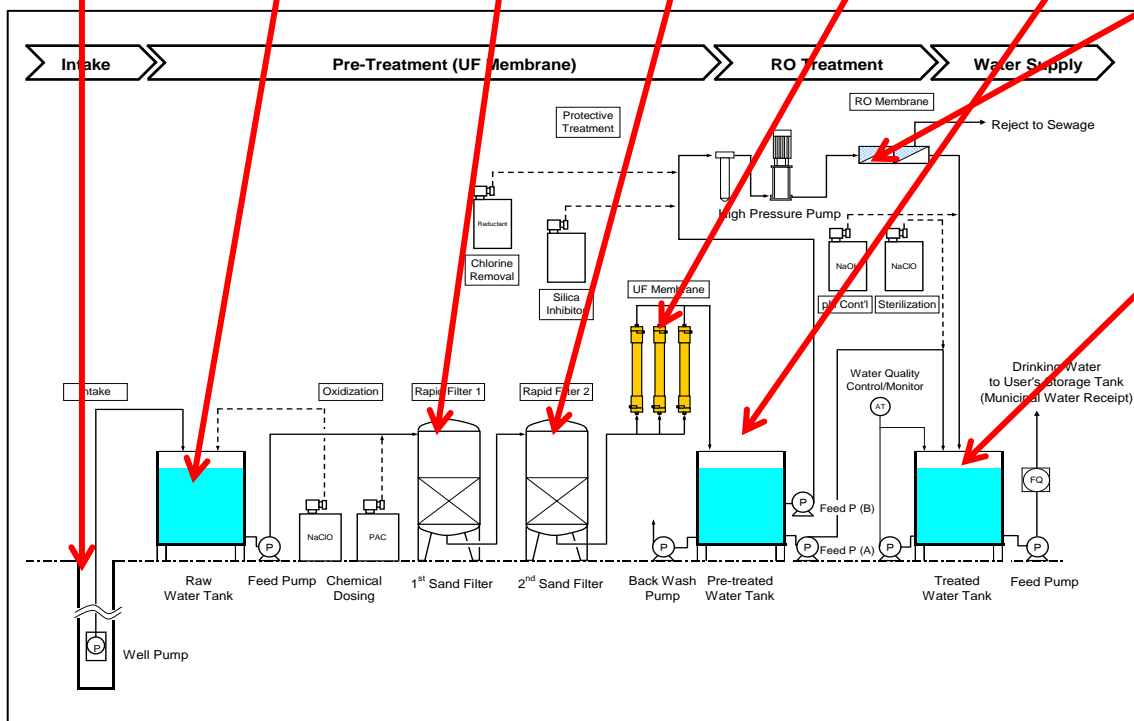 Intake
Pre-Treatment (UF Membrane)
RO Treatment
Water Supply
RO Membrane
Protective
Treatment
Reject to Sewage
High Pressure Pump
Reductant
Chlorine
Removal
Silica
Inhibitor
UF Membrane
NaOH
NaClO
pH Cont'l
Sterilization
Water Quality
Control/Monitor
AT
Drinking Water
to User's Storage Tank
(Municipal Water Receipt)
Intake
Oxidization
Rapid Filter 1
Rapid Filter 2
FQ
NaClO
PAC
P
P
Feed P (B)
P
P
Feed P (A)
P
P
Raw
Water Tank
Feed Pump
Chemical
Dosing
1st Sand Filter
2nd Sand Filter
Back Wash
Pump
Pre-treated
Water Tank
Treated
Water Tank
Feed Pump
P
Well Pump